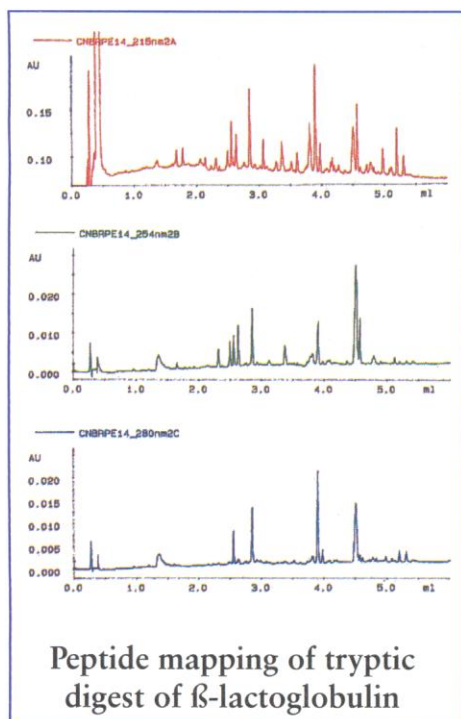 CNBRPE14_215nm2A
AU
0.15
0.10
0.0 1.0 2.0 3.0 4.0 5.0 ml
CNBRPE14_254nm2B
AU
0.020
0.010
0.000
0.0 1.0 2.0 3.0 4.0 5.0 ml
CNBRPE14_280nm2C
AU
0.020
0.015
0.010
0.005
0.000
0.0 1.0 2.0 3.0 4.0 5.0 ml
Peptide mapping of tryptic
digest of ß-lactoglobulin